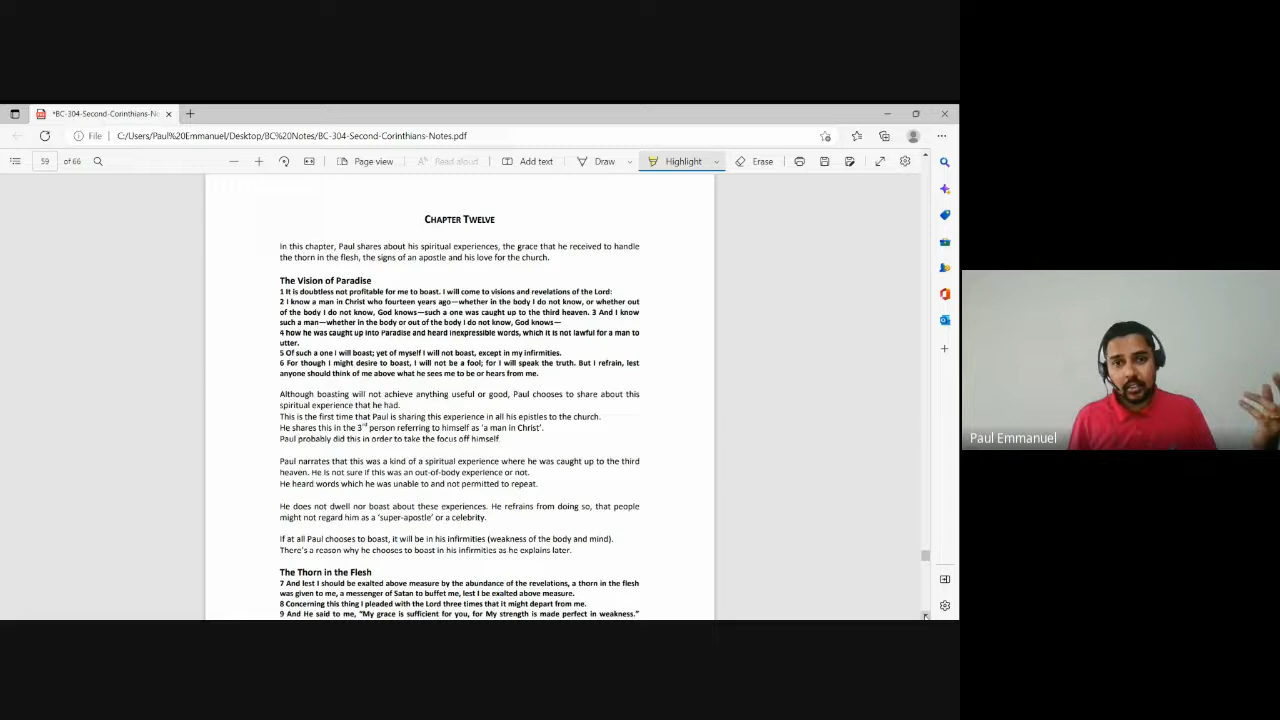 *BC-304-Second-Corinthians-No
File
C:/Users/Paul%20Emmanuel/Desktop/BC%20Notes/BC-304-Second-Corinthians-Notes.pdf
59 of 66
Page view
Read aloud
Add text
Draw
Highlight
Erase
CHAPTER TWELVE
In this chapter, Paul shares about his spiritual experiences, the grace that he received to handle
the thorn in the flesh, the signs of an apostle and his love for the church.
The Vision of Paradise
1 It is doubtless not profitable for me to boast. I will come to visions and revelations of the Lord:
2 I know a man in Christ who fourteen years ago—whether in the body I do not know, or whether out
of the body I do not know, God knows—such a one was caught up to the third heaven. 3 And I know
such a man—whether in the body or out of the body I do not know, God knows—
4 how he was caught up into Paradise and heard inexpressible words, which it is not lawful for a man to
utter.
5 Of such a one I will boast; yet of myself I will not boast, except in my infirmities.
6 For though I might desire to boast, I will not be a fool; for I will speak the truth. But I refrain, lest
anyone should think of me above what he sees me to be or hears from me.
Although boasting will not achieve anything useful or good, Paul chooses to share about this
spiritual experience that he had.
This is the first time that Paul is sharing this experience in all his epistles to the church.
He shares this in the 3rd person referring to himself as 'a man in Christ'.
Paul probably did this in order to take the focus off himself.
Paul narrates that this was a kind of a spiritual experience where he was caught up to the third
heaven. He is not sure if this was an out-of-body experience or not.
He heard words which he was unable to and not permitted to repeat.
He does not dwell nor boast about these experiences. He refrains from doing so, that people
might not regard him as a 'super-apostle' or a celebrity.
If at all Paul chooses to boast, it will be in his infirmities (weakness of the body and mind).
There's a reason why he chooses to boast in his infirmities as he explains later.
The Thorn in the Flesh
7 And lest I should be exalted above measure by the abundance of the revelations, a thorn in the flesh
was given to me, a messenger of Satan to buffet me, lest I be exalted above measure.
8 Concerning this thing I pleaded with the Lord three times that it might depart from me.
9 And He said to me, "My grace is sufficient for you, for My strength is made perfect in weakness."
Paul Emmanuel